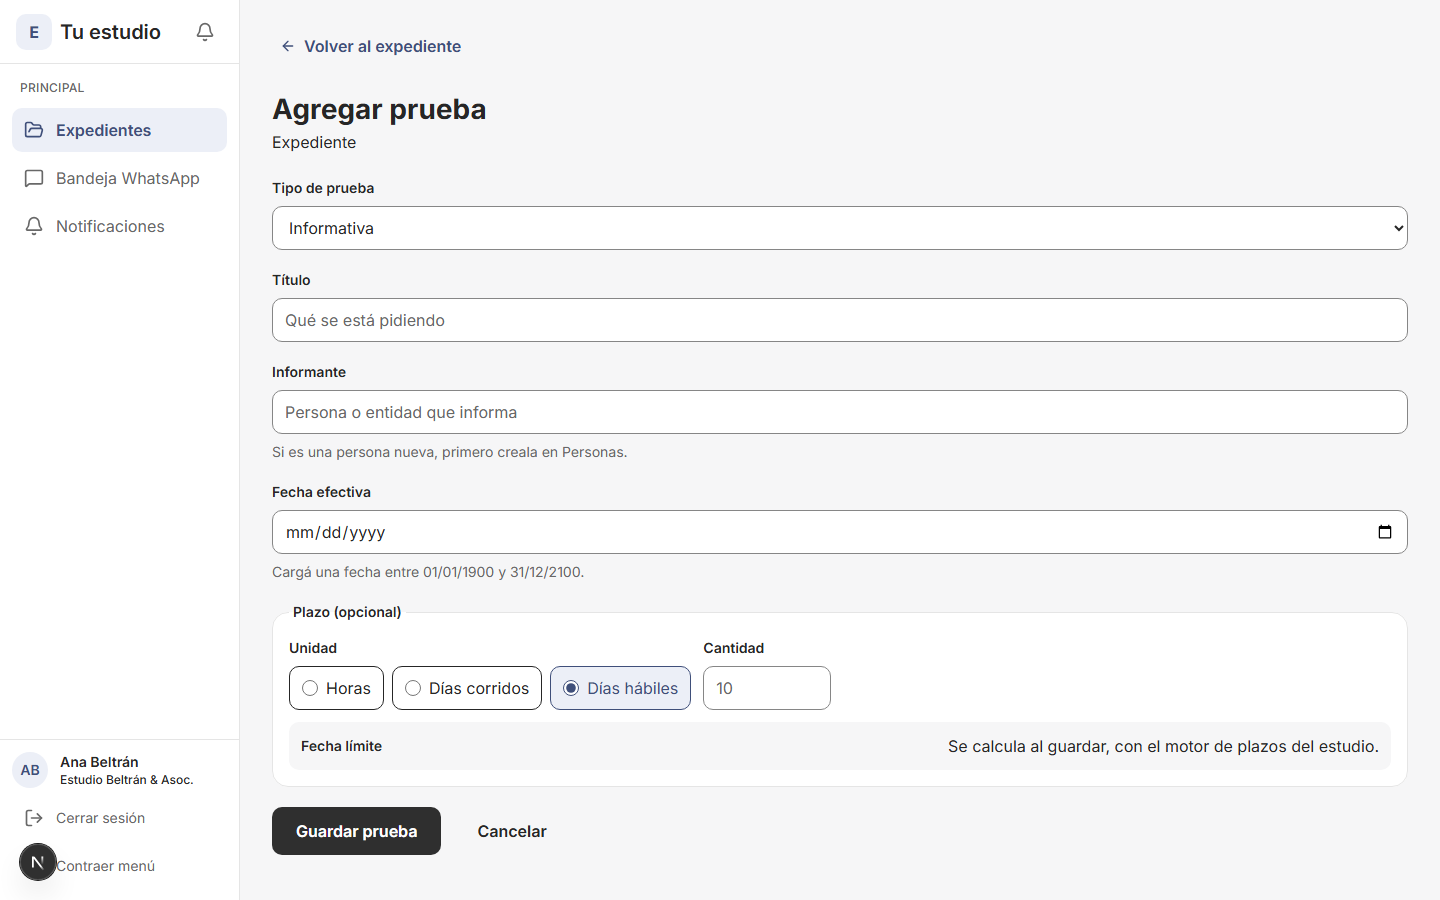 E
Tu estudio
PRINCIPAL
Expedientes
Bandeja WhatsApp
Notificaciones
AB
Ana Beltrán
Estudio Beltrán & Asoc.
Cerrar sesión
N
Contraer menú
Volver al expediente
Agregar prueba
Expediente
Tipo de prueba
Informativa
Título
Qué se está pidiendo
Informante
Persona o entidad que informa
Si es una persona nueva, primero creala en Personas.
Fecha efectiva
mm/dd/yyyy
Cargá una fecha entre 01/01/1900 y 31/12/2100.
Plazo (opcional)
Unidad
Cantidad
Horas
Días corridos
Días hábiles
10
Fecha límite
Se calcula al guardar, con el motor de plazos del estudio.
Guardar prueba
Cancelar